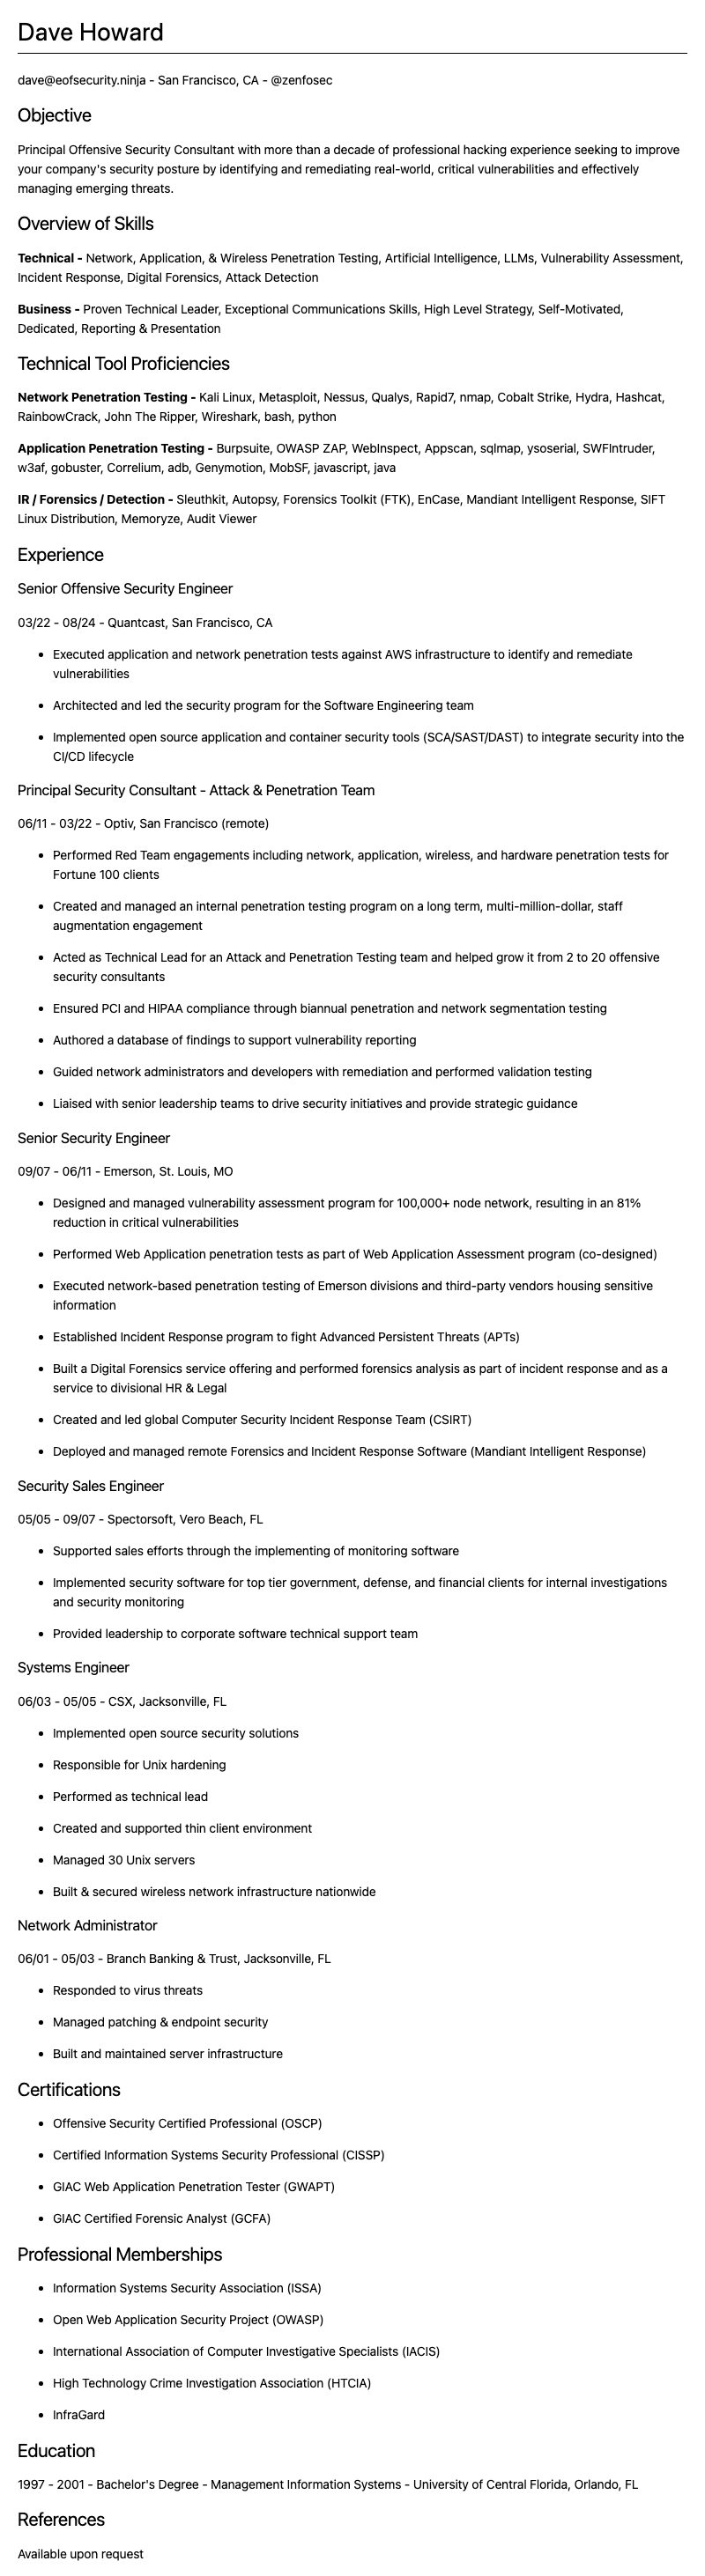 Dave Howard
dave@eofsecurity.ninja - San Francisco, CA - @zenfosec
Objective
Principal Offensive Security Consultant with more than a decade of professional hacking experience seeking to improve
your company's security posture by identifying and remediating real-world, critical vulnerabilities and effectively
managing emerging threats.
Overview of Skills
Technical - Network, Application, & Wireless Penetration Testing, Artificial Intelligence, LLMs, Vulnerability Assessment,
Incident Response, Digital Forensics, Attack Detection
Business - Proven Technical Leader, Exceptional Communications Skills, High Level Strategy, Self-Motivated,
Dedicated, Reporting & Presentation
Technical Tool Proficiencies
Network Penetration Testing - Kali Linux, Metasploit, Nessus, Qualys, Rapid7, nmap, Cobalt Strike, Hydra, Hashcat,
RainbowCrack, John The Ripper, Wireshark, bash, python
Application Penetration Testing - Burpsuite, OWASP ZAP, WebInspect, Appscan, sqlmap, ysoserial, SWFIntruder,
w3af, gobuster, Correlium, adb, Genymotion, MobSF, javascript, java
IR / Forensics / Detection - Sleuthkit, Autopsy, Forensics Toolkit (FTK), EnCase, Mandiant Intelligent Response, SIFT
Linux Distribution, Memoryze, Audit Viewer
Experience
Senior Offensive Security Engineer
03/22 - 08/24 - Quantcast, San Francisco, CA
• Executed application and network penetration tests against AWS infrastructure to identify and remediate
vulnerabilities
• Architected and led the security program for the Software Engineering team
• Implemented open source application and container security tools (SCA/SAST/DAST) to integrate security into the
CI/CD lifecycle
Principal Security Consultant - Attack & Penetration Team
06/11 - 03/22 - Optiv, San Francisco (remote)
• Performed Red Team engagements including network, application, wireless, and hardware penetration tests for
Fortune 100 clients
• Created and managed an internal penetration testing program on a long term, multi-million-dollar, staff
augmentation engagement
• Acted as Technical Lead for an Attack and Penetration Testing team and helped grow it from 2 to 20 offensive
security consultants
• Ensured PCI and HIPAA compliance through biannual penetration and network segmentation testing
• Authored a database of findings to support vulnerability reporting
• Guided network administrators and developers with remediation and performed validation testing
• Liaised with senior leadership teams to drive security initiatives and provide strategic guidance
Senior Security Engineer
09/07 - 06/11 - Emerson, St. Louis, MO
• Designed and managed vulnerability assessment program for 100,000+ node network, resulting in an 81%
reduction in critical vulnerabilities
• Performed Web Application penetration tests as part of Web Application Assessment program (co-designed)
• Executed network-based penetration testing of Emerson divisions and third-party vendors housing sensitive
information
• Established Incident Response program to fight Advanced Persistent Threats (APTs)
• Built a Digital Forensics service offering and performed forensics analysis as part of incident response and as a
service to divisional HR & Legal
• Created and led global Computer Security Incident Response Team (CSIRT)
• Deployed and managed remote Forensics and Incident Response Software (Mandiant Intelligent Response)
Security Sales Engineer
05/05 - 09/07 - Spectorsoft, Vero Beach, FL
• Supported sales efforts through the implementing of monitoring software
• Implemented security software for top tier government, defense, and financial clients for internal investigations
and security monitoring
• Provided leadership to corporate software technical support team
Systems Engineer
06/03 - 05/05 - CSX, Jacksonville, FL
• Implemented open source security solutions
• Responsible for Unix hardening
• Performed as technical lead
• Created and supported thin client environment
• Managed 30 Unix servers
• Built & secured wireless network infrastructure nationwide
Network Administrator
06/01 - 05/03 - Branch Banking & Trust, Jacksonville, FL
• Responded to virus threats
• Managed patching & endpoint security
• Built and maintained server infrastructure
Certifications
• Offensive Security Certified Professional (OSCP)
• Certified Information Systems Security Professional (CISSP)
• GIAC Web Application Penetration Tester (GWAPT)
• GIAC Certified Forensic Analyst (GCFA)
Professional Memberships
• Information Systems Security Association (ISSA)
• Open Web Application Security Project (OWASP)
• International Association of Computer Investigative Specialists (IACIS)
• High Technology Crime Investigation Association (HTCIA)
• InfraGard
Education
1997 - 2001 - Bachelor's Degree - Management Information Systems - University of Central Florida, Orlando, FL
References
Available upon request